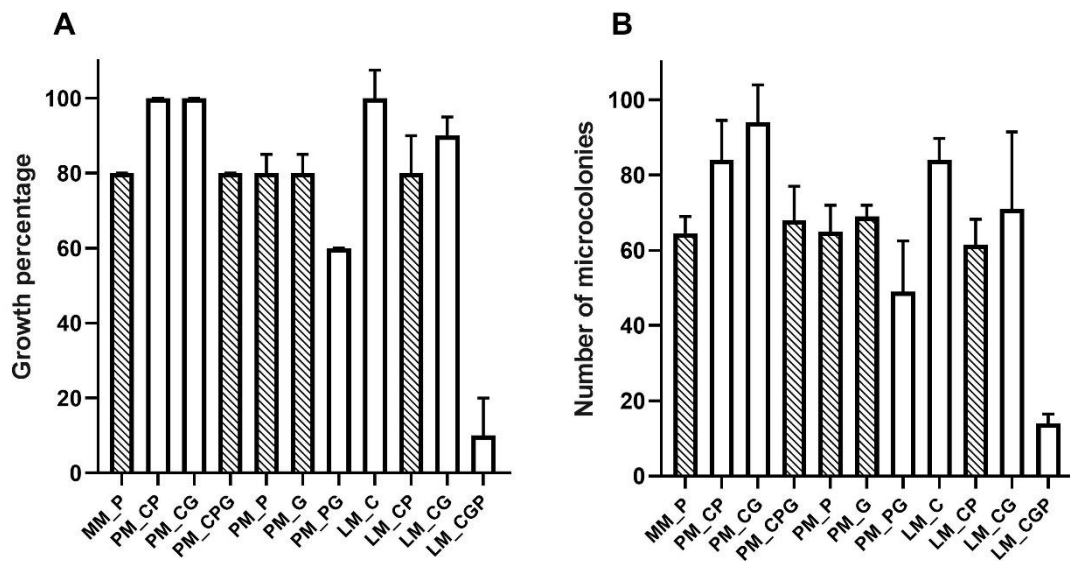 A
Growth percentage
100
80
60
40
20
0
MM_P
PM_CP
PM_CG
PM_CPG
PM_P
PM_G
PM_PG
LM_C
LM_CP
LM_CG
LM_CGP
B
Number of microcolonies
100
80
60
40
20
0
MM_P
PM_CP
PM_CG
PM_CPG
PM_P
PM_G
PM_PG
LM_C
LM_CP
LM_CG
LM_CGP